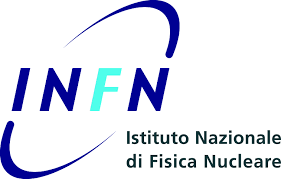 INFN
Istituto Nazionale
di Fisica Nucleare